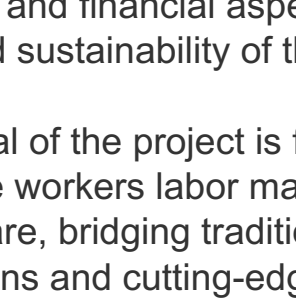 and financial aspe
d sustainability of t
al of the project is f
e workers labor ma
are, bridging traditi
ns and cutting-edg